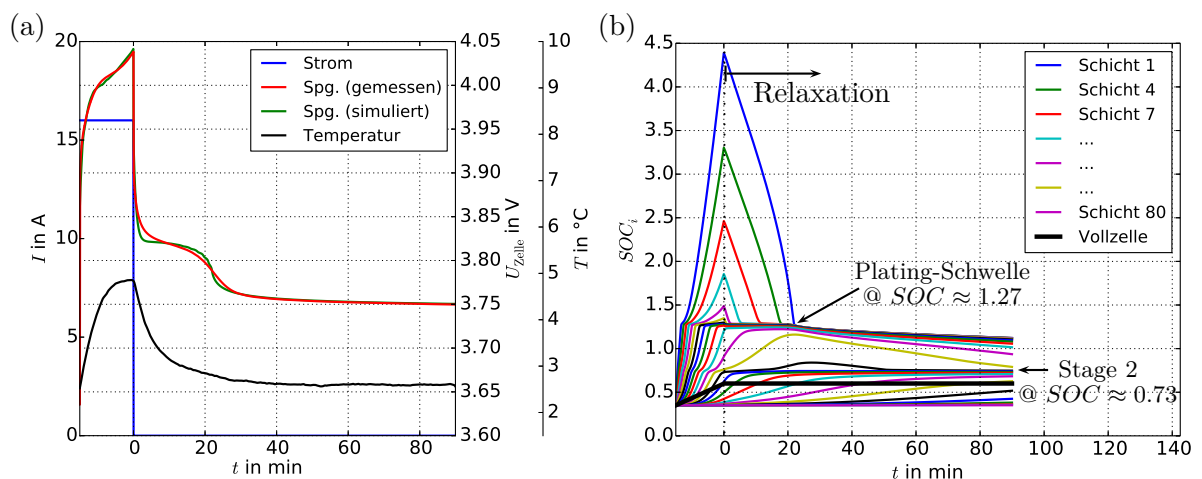 (a)
20
15
10
5
0
I in A
0
20
40
60
80
t in min
Strom
Spg. (gemessen)
Spg. (simuliert)
Temperatur
4.05
4.00
3.95
3.90
3.85
3.80
3.75
3.70
3.65
3.60
U_Zelle in V
10
9
8
7
6
5
4
3
2
T in °C
(b)
4.5
4.0
3.5
3.0
2.5
2.0
1.5
1.0
0.5
0.0
SOC_i
0
20
40
60
80
100
120
140
t in min
Relaxation
Schicht 1
Schicht 4
Schicht 7
...
...
...
Schicht 80
Vollzelle
Plating-Schwelle
@ SOC ≈ 1.27
Stage 2
@ SOC ≈ 0.73